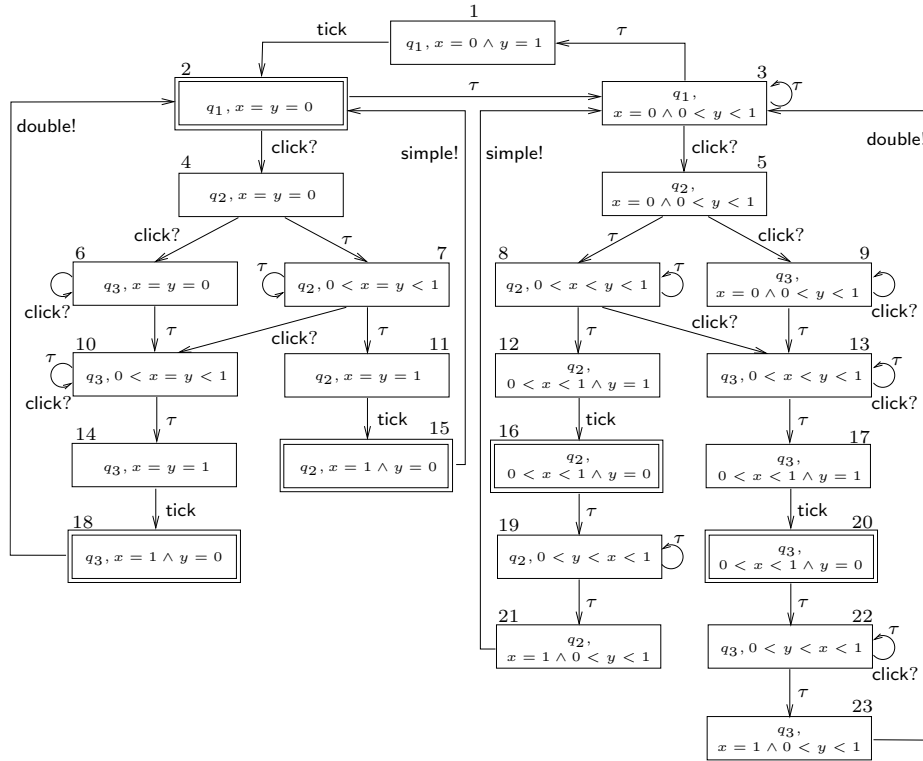 1
tick
q₁, x = 0 ∧ y = 1
τ
2
q₁, x = y = 0
τ
3
q₁,
x = 0 ∧ 0 < y < 1
τ
double!
click?
simple!
simple!
click?
double!
4
q₂, x = y = 0
5
q₂,
x = 0 ∧ 0 < y < 1
click?
τ
τ
click?
6
q₃, x = y = 0
click?
τ
7
q₂, 0 < x = y < 1
τ
8
q₂, 0 < x < y < 1
τ
9
q₃,
x = 0 ∧ 0 < y < 1
click?
τ
click?
τ
τ
click?
τ
10
q₃, 0 < x = y < 1
τ
click?
11
q₂, x = y = 1
12
q₂,
0 < x < 1 ∧ y = 1
13
q₃, 0 < x < y < 1
τ
click?
τ
tick
tick
τ
14
q₃, x = y = 1
15
q₂, x = 1 ∧ y = 0
16
q₂,
0 < x < 1 ∧ y = 0
17
q₃,
0 < x < 1 ∧ y = 1
tick
τ
tick
18
q₃, x = 1 ∧ y = 0
19
q₂, 0 < y < x < 1
τ
20
q₃,
0 < x < 1 ∧ y = 0
τ
τ
21
q₂,
x = 1 ∧ 0 < y < 1
22
q₃, 0 < y < x < 1
τ
click?
τ
23
q₃,
x = 1 ∧ 0 < y < 1